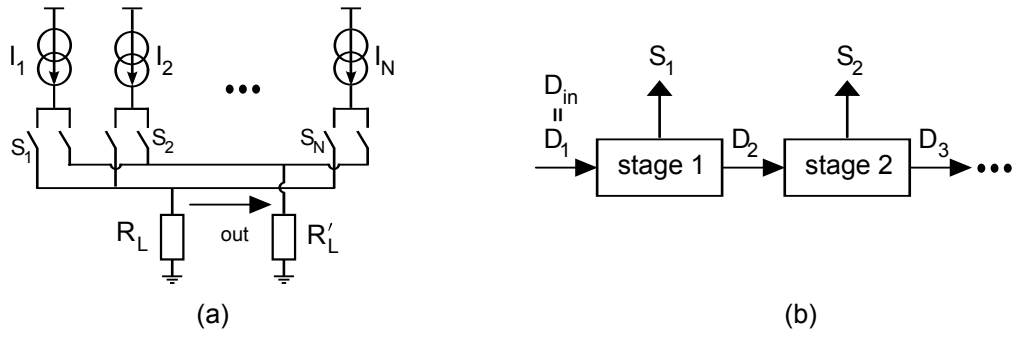 I1 I2 ••• IN
S1 S2 SN
RL out R′L
(a)
S1 S2
Din
=
D1 stage 1 D2 stage 2 D3 •••
(b)